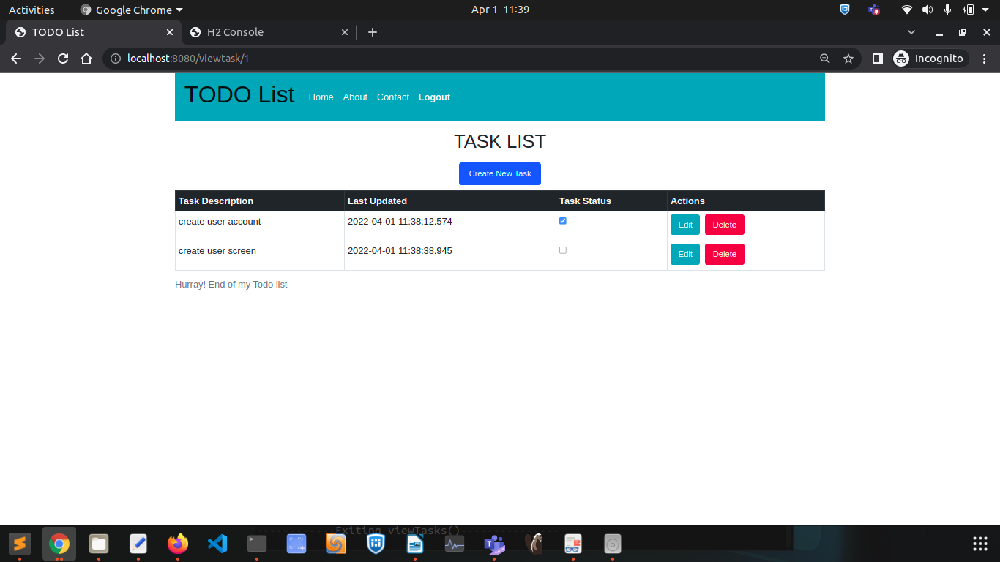 Activities Google Chrome Apr 1 11:39
TODO List H2 Console
localhost:8080/viewtask/1 Incognito
TODO List Home About Contact Logout
TASK LIST
Create New Task
Task Description Last Updated Task Status Actions
create user account 2022-04-01 11:38:12.574 Edit Delete
create user screen 2022-04-01 11:38:38.945 Edit Delete
Hurray! End of my Todo list
------------Exiting viewTasks()---------------